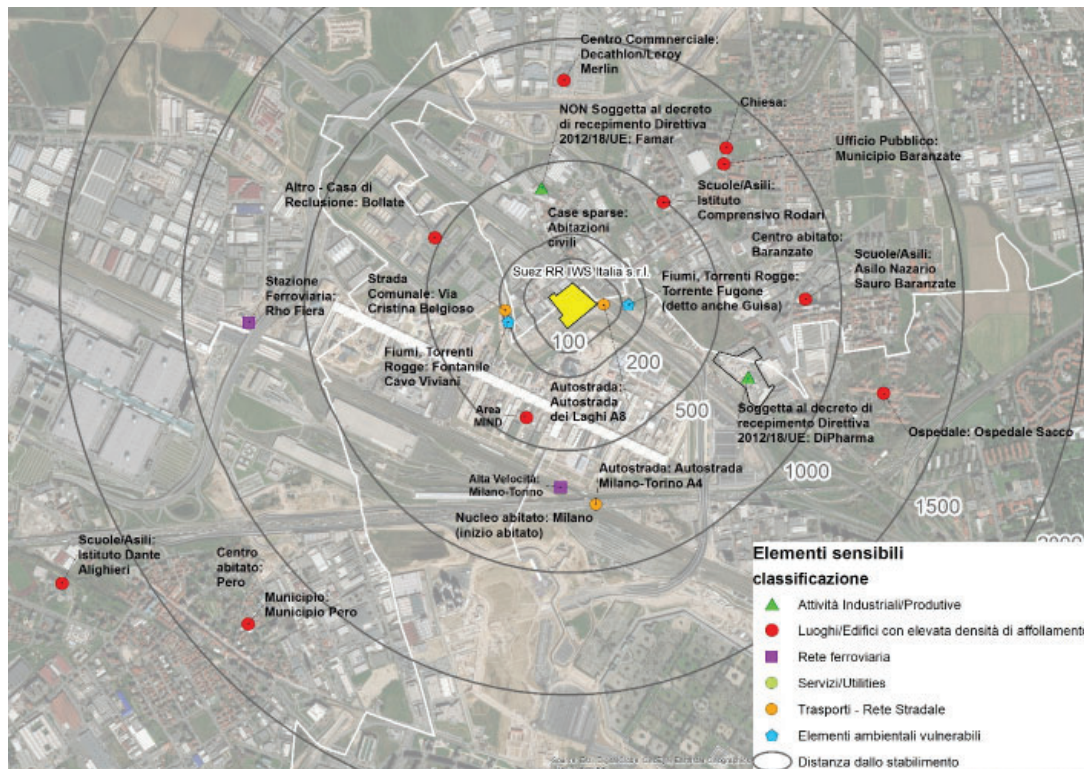 Centro Commnerciale:
Decathlon/Leroy
Merlin
NON Soggetta al decreto
di recepimento Direttiva
2012/18/UE: Famar
Chiesa:
Ufficio Pubblico:
Municipio Baranzate
Altro - Casa di
Reclusione: Bollate
Scuole/Asili:
Istituto
Comprensivo Rodari
Case sparse:
Abitazioni
civili
Centro abitato:
Baranzate
Scuole/Asili:
Asilo Nazario
Sauro Baranzate
Suez RR IWS Italia s.r.l.
Stazione
Ferroviaria:
Rho Fiera
Strada
Comunale: Via
Cristina Belgioso
Fiumi, Torrenti Rogge:
Torrente Fugone
(detto anche Guisa)
100
200
Fiumi, Torrenti
Rogge: Fontanile
Cavo Viviani
Autostrada:
Autostrada
dei Laghi A8
Area
MIND
500
Soggetta al decreto di
recepimento Direttiva
2012/18/UE: DiPharma
Ospedale: Ospedale Sacco
1000
Alta Velocità:
Milano-Torino
Autostrada: Autostrada
Milano-Torino A4
1500
Nucleo abitato: Milano
(inizio abitato)
Scuole/Asili:
Istituto Dante
Alighieri
Centro
abitato:
Pero
Municipio:
Municipio Pero
Elementi sensibili
classificazione
Attività Industriali/Produtive
Luoghi/Edifici con elevata densità di affollamento
Rete ferroviaria
Servizi/Utilities
Trasporti - Rete Stradale
Elementi ambientali vulnerabili
Distanza dallo stabilimento